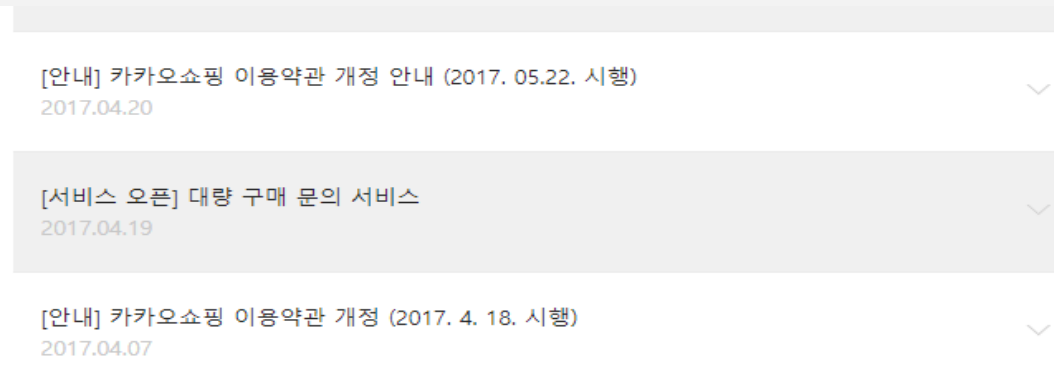 [안내] 카카오쇼핑 이용약관 개정 안내 (2017. 05.22. 시행)
2017.04.20
[서비스 오픈] 대량 구매 문의 서비스
2017.04.19
[안내] 카카오쇼핑 이용약관 개정 (2017. 4. 18. 시행)
2017.04.07